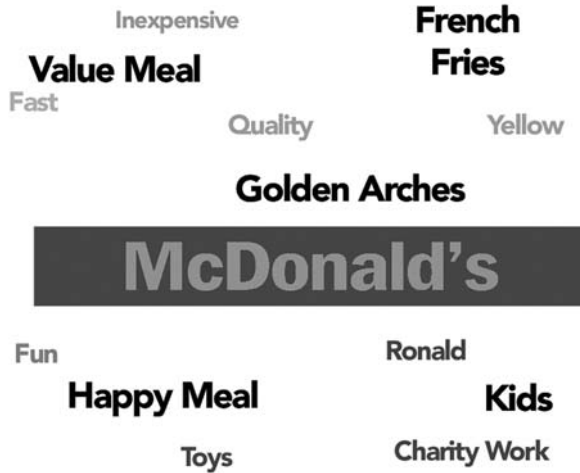 Inexpensive
French
Fries
Value Meal
Fast
Quality
Yellow
Golden Arches
McDonald's
Fun
Ronald
Happy Meal
Kids
Toys
Charity Work